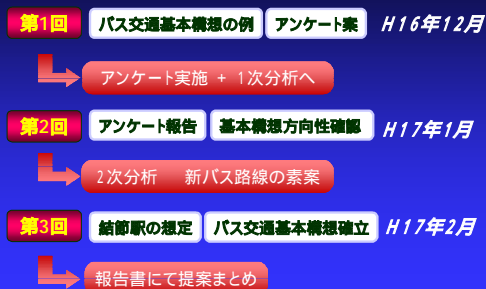 第1回 バス交通基本構想の例 アンケート案 H16年12月
アンケート実施 + 1次分析へ
第2回 アンケート報告 基本構想方向性確認 H17年1月
2次分析 新バス路線の素案
第3回 結節駅の想定 バス交通基本構想確立 H17年2月
報告書にて提案まとめ